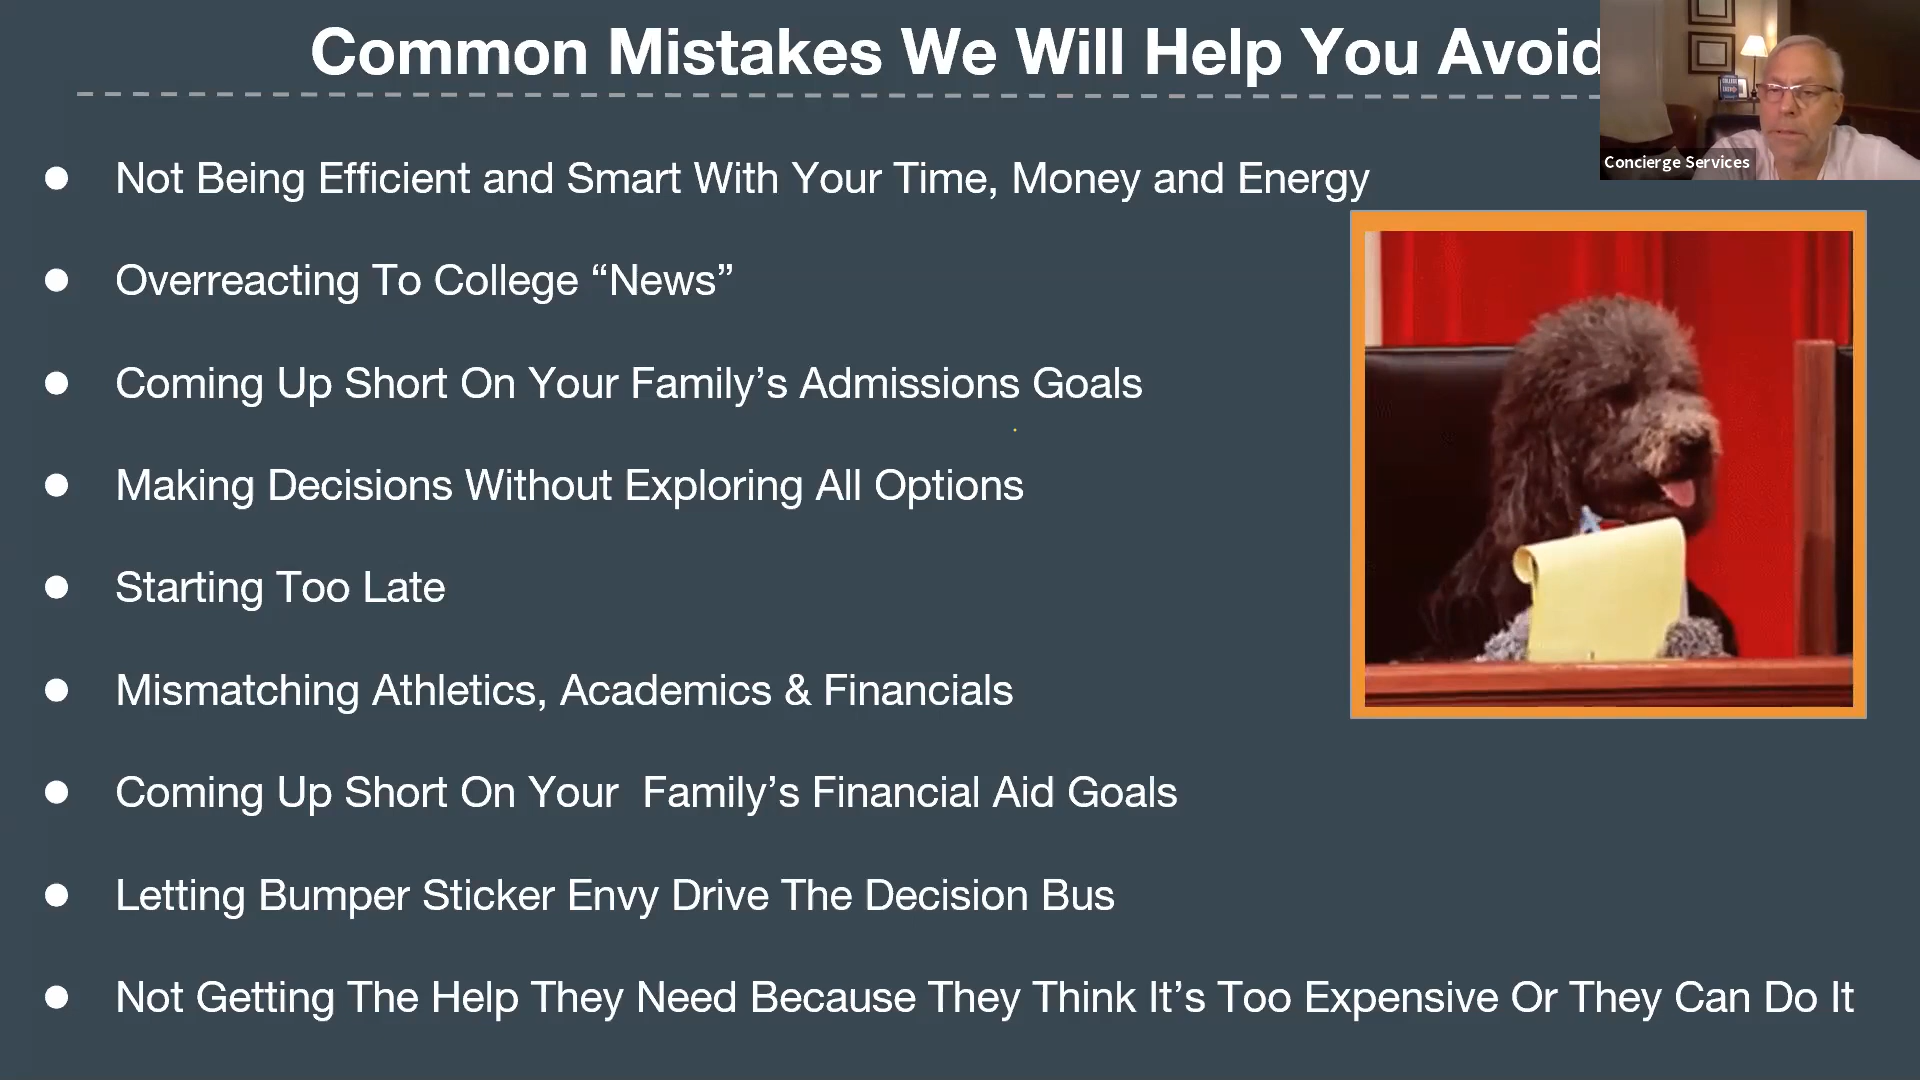 Common Mistakes We Will Help You Avoid
Concierge Services
● Not Being Efficient and Smart With Your Time, Money and Energy
● Overreacting To College “News”
● Coming Up Short On Your Family’s Admissions Goals
● Making Decisions Without Exploring All Options
● Starting Too Late
● Mismatching Athletics, Academics & Financials
● Coming Up Short On Your  Family’s Financial Aid Goals
● Letting Bumper Sticker Envy Drive The Decision Bus
● Not Getting The Help They Need Because They Think It’s Too Expensive Or They Can Do It